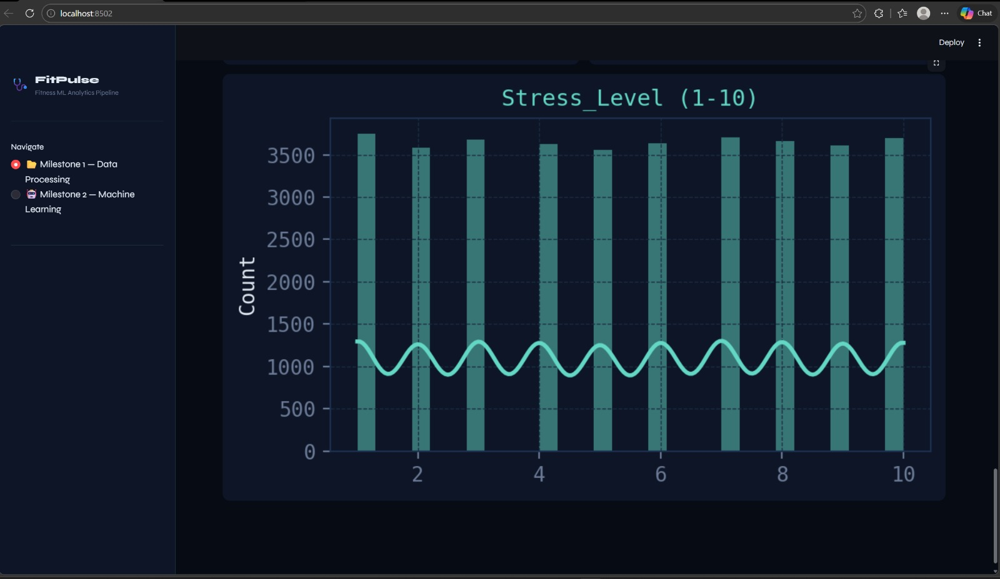 localhost:8502
Chat
Deploy
FitPulse
Fitness ML Analytics Pipeline
Navigate
Milestone 1 — Data
Processing
Milestone 2 — Machine
Learning
Stress_Level (1-10)
Count
3500
3000
2500
2000
1500
1000
500
0
2 4 6 8 10